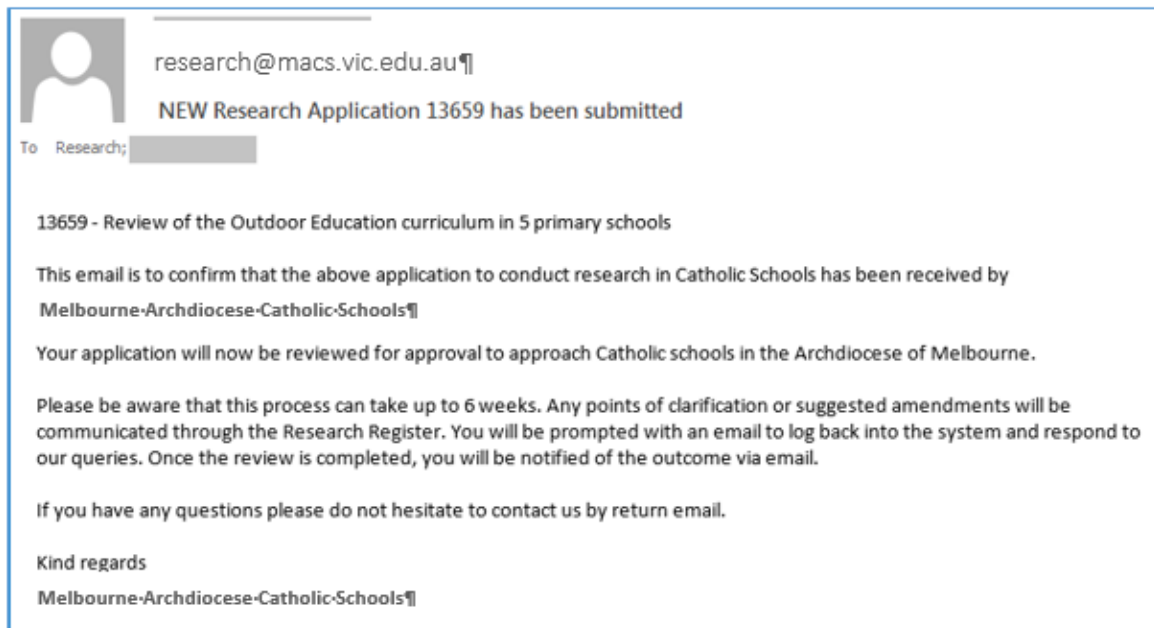 research@macs.vic.edu.au¶
NEW Research Application 13659 has been submitted
To Research;
13659 - Review of the Outdoor Education curriculum in 5 primary schools
This email is to confirm that the above application to conduct research in Catholic Schools has been received by
Melbourne·Archdiocese·Catholic·Schools¶
Your application will now be reviewed for approval to approach Catholic schools in the Archdiocese of Melbourne.
Please be aware that this process can take up to 6 weeks. Any points of clarification or suggested amendments will be
communicated through the Research Register. You will be prompted with an email to log back into the system and respond to
our queries. Once the review is completed, you will be notified of the outcome via email.
If you have any questions please do not hesitate to contact us by return email.
Kind regards
Melbourne·Archdiocese·Catholic·Schools¶